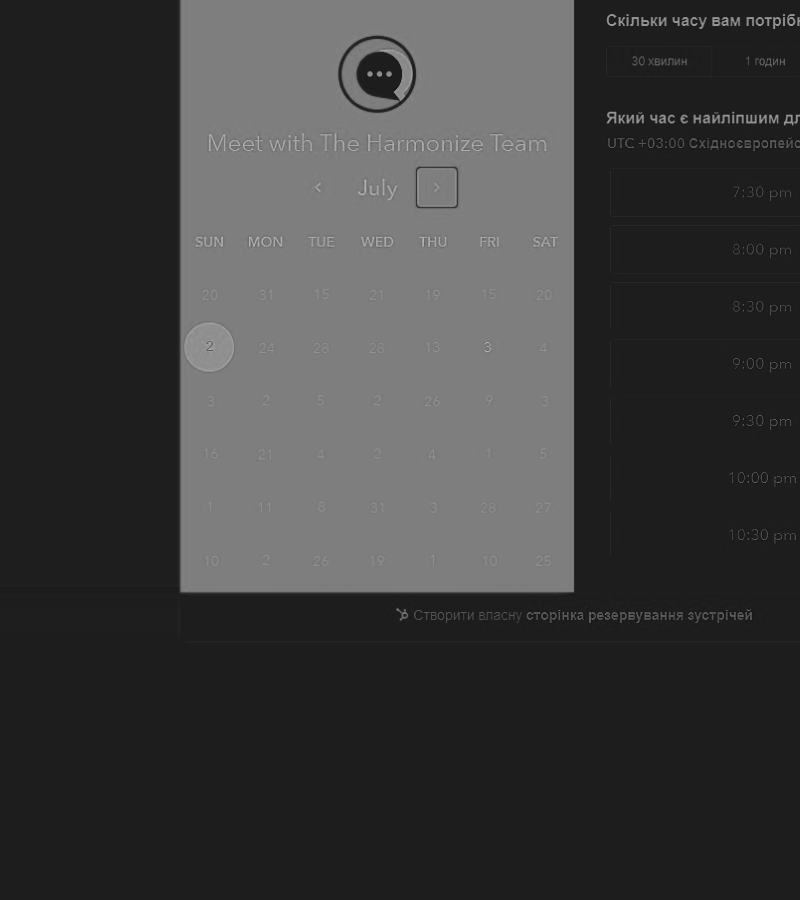 Скільки часу вам потріб
30 хвилин 1 годин
Meet with The Harmonize Team
July
SUN MON TUE WED THU FRI SAT
20 31 15 21 19 15 20
2 24 28 28 13 3 4
3 2 5 2 26 9 3
16 21 4 2 4 1 5
1 11 8 31 3 28 27
10 2 26 19 1 10 25
Який час є найліпшим дл
UTC +03:00 Східноєвропейс
7:30 pm
8:00 pm
8:30 pm
9:00 pm
9:30 pm
10:00 pm
10:30 pm
Створити власну сторінка резервування зустрічей